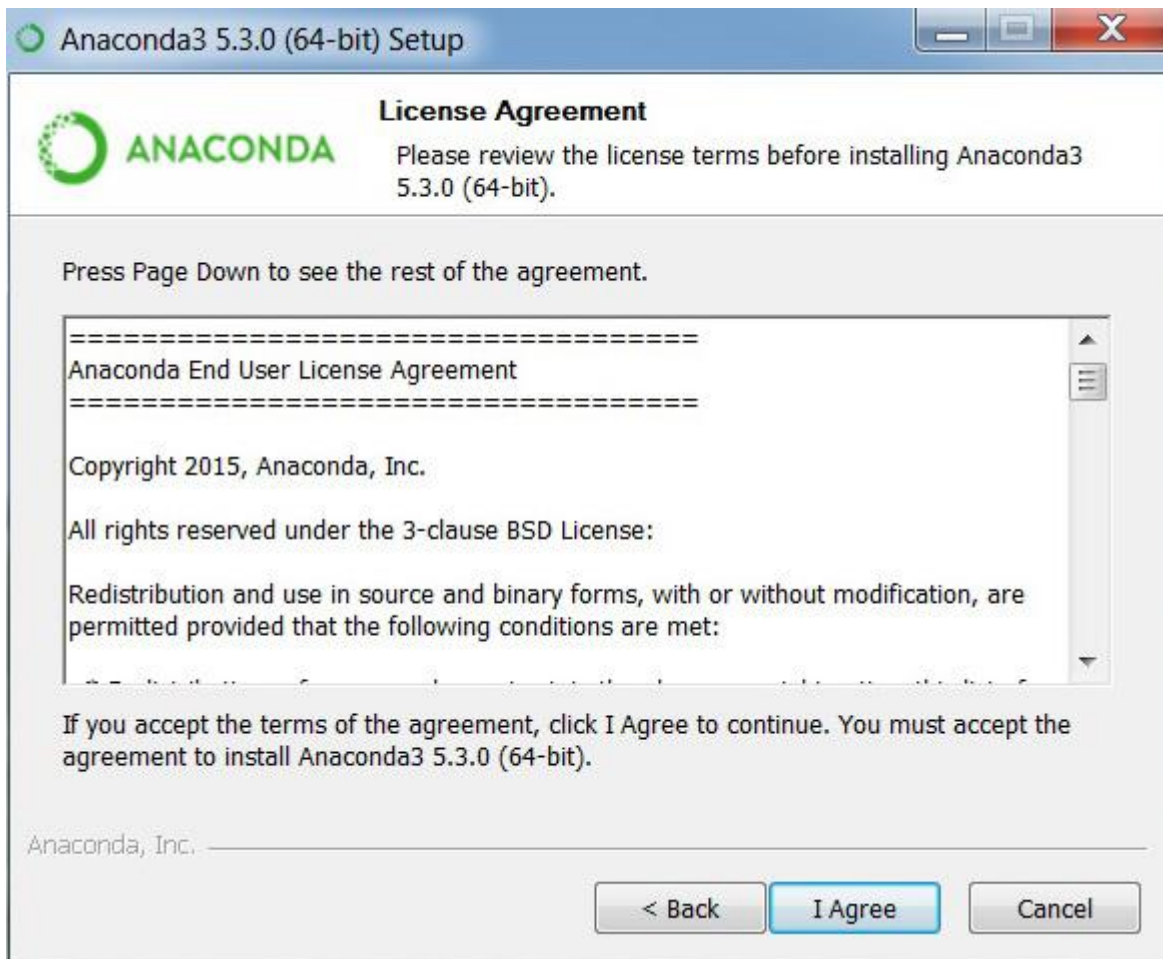 Anaconda3 5.3.0 (64-bit) Setup
ANACONDA
License Agreement
Please review the license terms before installing Anaconda3
5.3.0 (64-bit).
Press Page Down to see the rest of the agreement.
===================================
Anaconda End User License Agreement
===================================
Copyright 2015, Anaconda, Inc.
All rights reserved under the 3-clause BSD License:
Redistribution and use in source and binary forms, with or without modification, are
permitted provided that the following conditions are met:
If you accept the terms of the agreement, click I Agree to continue. You must accept the
agreement to install Anaconda3 5.3.0 (64-bit).
Anaconda, Inc.
< Back
I Agree
Cancel